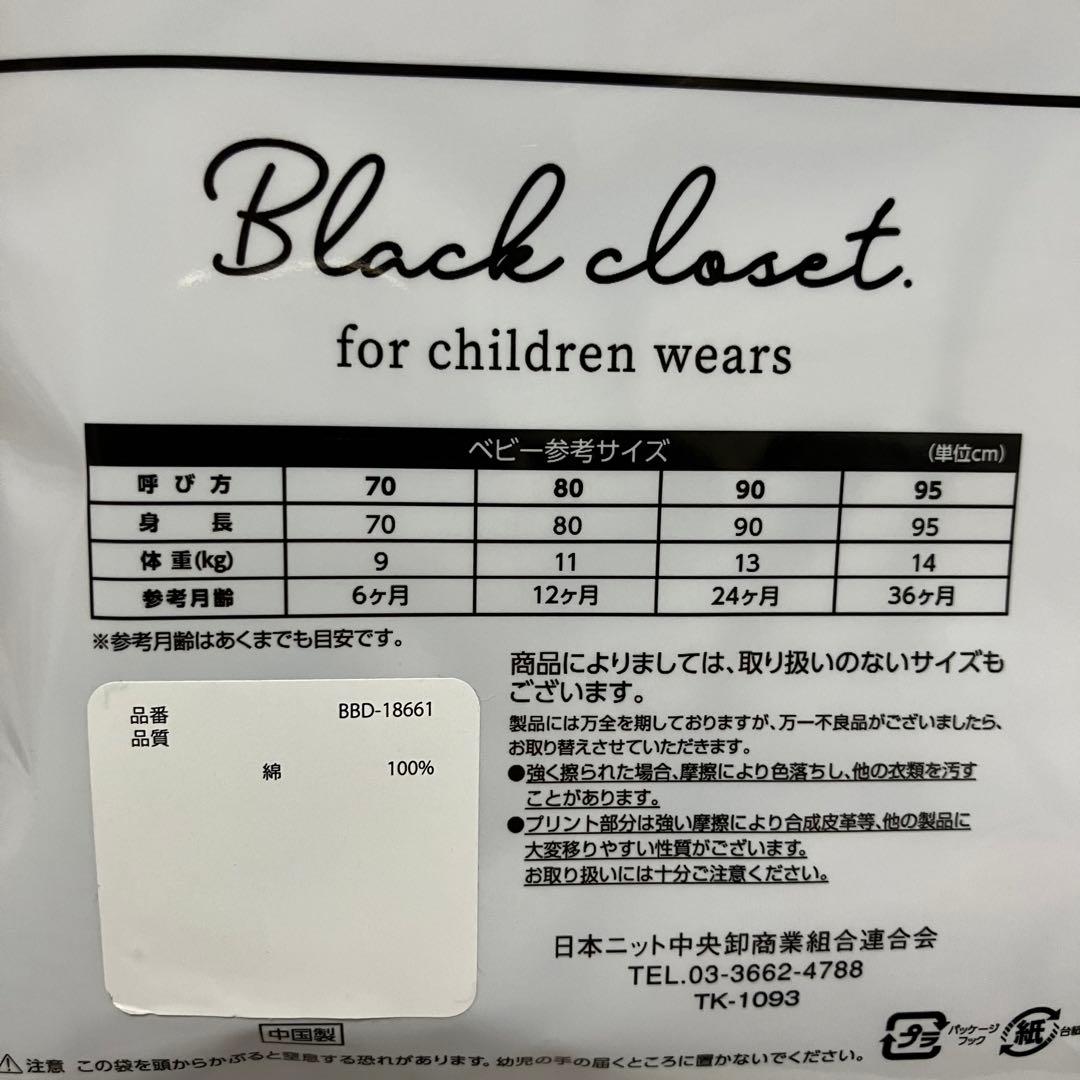 Black closet.
for children wears
ベビー参考サイズ (単位cm)
呼び方 70 80 90 95
身長 70 80 90 95
体重(kg) 9 11 13 14
参考月齢 6ヶ月 12ヶ月 24ヶ月 36ヶ月
※参考月齢はあくまでも目安です。
商品によりましては、取り扱いのないサイズも
ございます。
製品には万全を期しておりますが、万一不良品がございましたら、
お取り替えさせていただきます。
●強く擦られた場合、摩擦により色落ちし、他の衣類を汚す
ことがあります。
●プリント部分は強い摩擦により合成皮革等、他の製品に
大変移りやすい性質がございます。
お取り扱いには十分ご注意ください。
品番 BBD-18661
品質
綿 100%
日本ニット中央卸商業組合連合会
TEL.03-3662-4788
TK-1093
中国製
プラ
パッケージ
フック
紙
台紙
⚠注意 この袋を頭からかぶると窒息する恐れがあります。幼児の手の届くところに置かないでください。